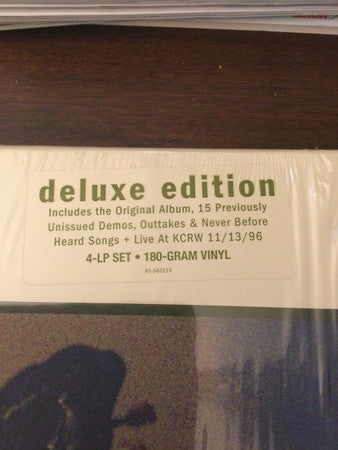 deluxe edition
Includes the Original Album, 15 Previously
Unissued Demos, Outtakes & Never Before
Heard Songs + Live At KCRW 11/13/96
4-LP SET • 180-GRAM VINYL